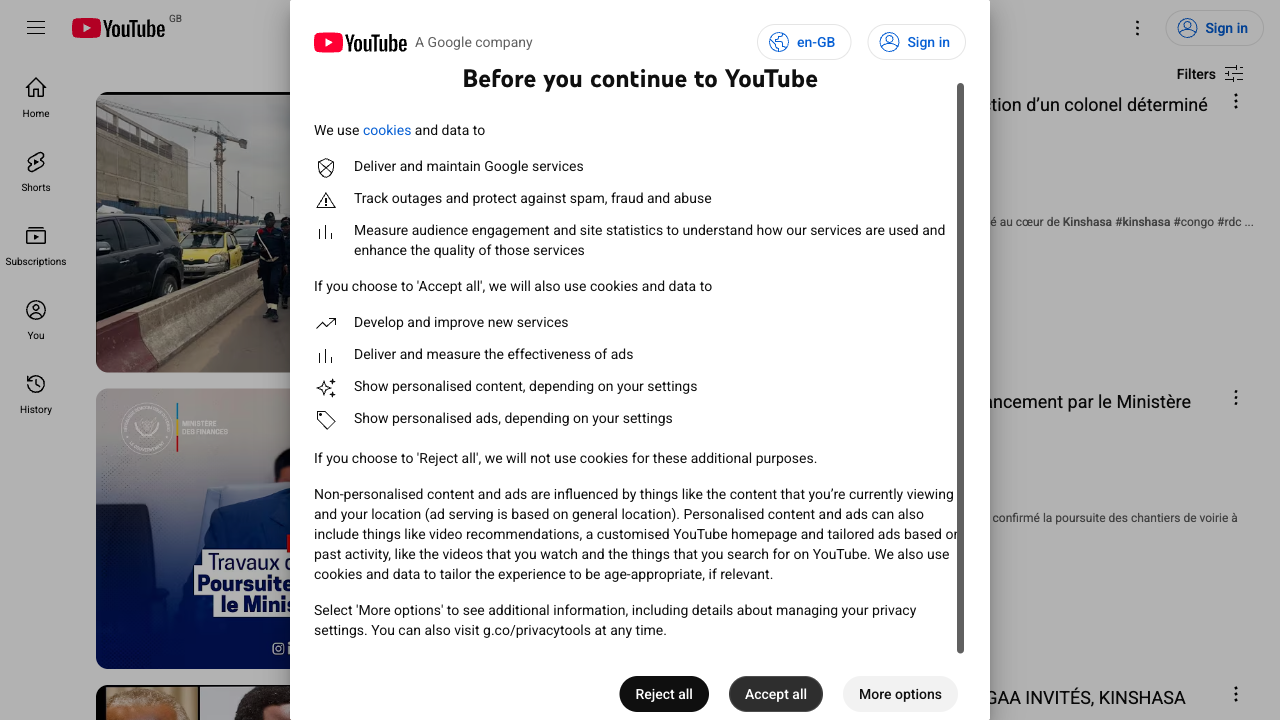 YouTube GB
Sign in
Home
Shorts
Subscriptions
You
History
YouTube A Google company
en-GB
Sign in
Before you continue to YouTube
We use cookies and data to
Deliver and maintain Google services
Track outages and protect against spam, fraud and abuse
Measure audience engagement and site statistics to understand how our services are used and
enhance the quality of those services
If you choose to 'Accept all', we will also use cookies and data to
Develop and improve new services
Deliver and measure the effectiveness of ads
Show personalised content, depending on your settings
Show personalised ads, depending on your settings
If you choose to 'Reject all', we will not use cookies for these additional purposes.
Non-personalised content and ads are influenced by things like the content that you’re currently viewing
and your location (ad serving is based on general location). Personalised content and ads can also
include things like video recommendations, a customised YouTube homepage and tailored ads based on
past activity, like the videos that you watch and the things that you search for on YouTube. We also use
cookies and data to tailor the experience to be age-appropriate, if relevant.
Select 'More options' to see additional information, including details about managing your privacy
settings. You can also visit g.co/privacytools at any time.
Reject all
Accept all
More options
Filters
ction d’un colonel déterminé
é au cœur de Kinshasa #kinshasa #congo #rdc ...
MINISTÈRE
DES FINANCES
Travaux d
Poursuite
le Minis
ncement par le Ministère
confirmé la poursuite des chantiers de voirie à
GAA INVITÉS, KINSHASA